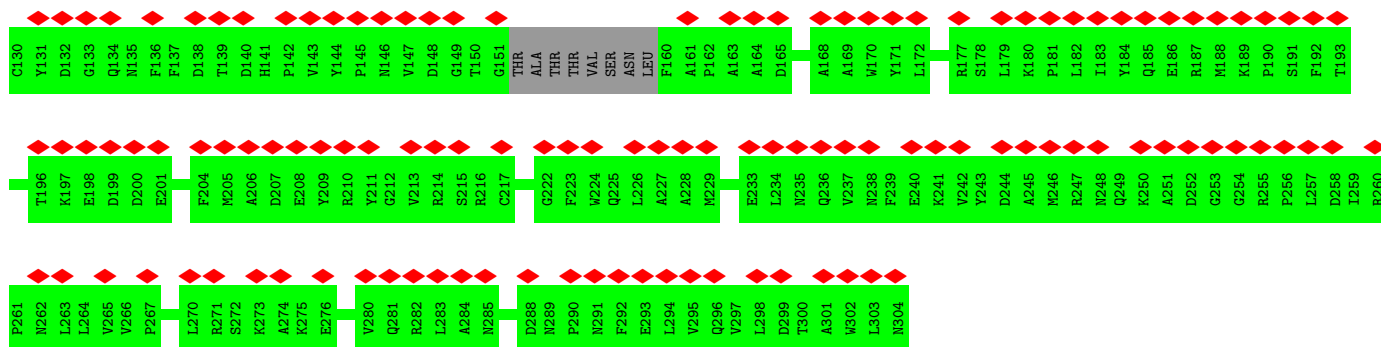 C130 Y131 D132 G133 Q134 N135 F136 F137 D138 T139 D140 H141 P142 V143 Y144 P145 N146 V147 D148 G149 T150 G151 THR ALA THR THR VAL SER ASN LEU F160 A161 P162 A163 A164 D165 A168 A169 W170 Y171 L172 R177 S178 L179 K180 P181 L182 I183 Y184 Q185 E186 R187 M188 K189 P190 S191 F192 T193
T196 K197 E198 D199 D200 E201 F204 M205 A206 D207 E208 Y209 R210 Y211 G212 V213 R214 S215 R216 C217 G222 F223 W224 Q225 L226 A227 A228 M229 E233 L234 N235 Q236 V237 N238 F239 E240 K241 V242 Y243 D244 A245 M246 R247 N248 Q249 K250 A251 D252 G253 G254 R255 P256 L257 D258 I259 R260
P261 N262 L263 L264 V265 V266 P267 L270 R271 S272 K273 A274 K275 E276 V280 Q281 R282 L283 A284 N285 D288 N289 P290 N291 F292 E293 L294 V295 Q296 V297 L298 D299 T300 A301 W302 L303 N304